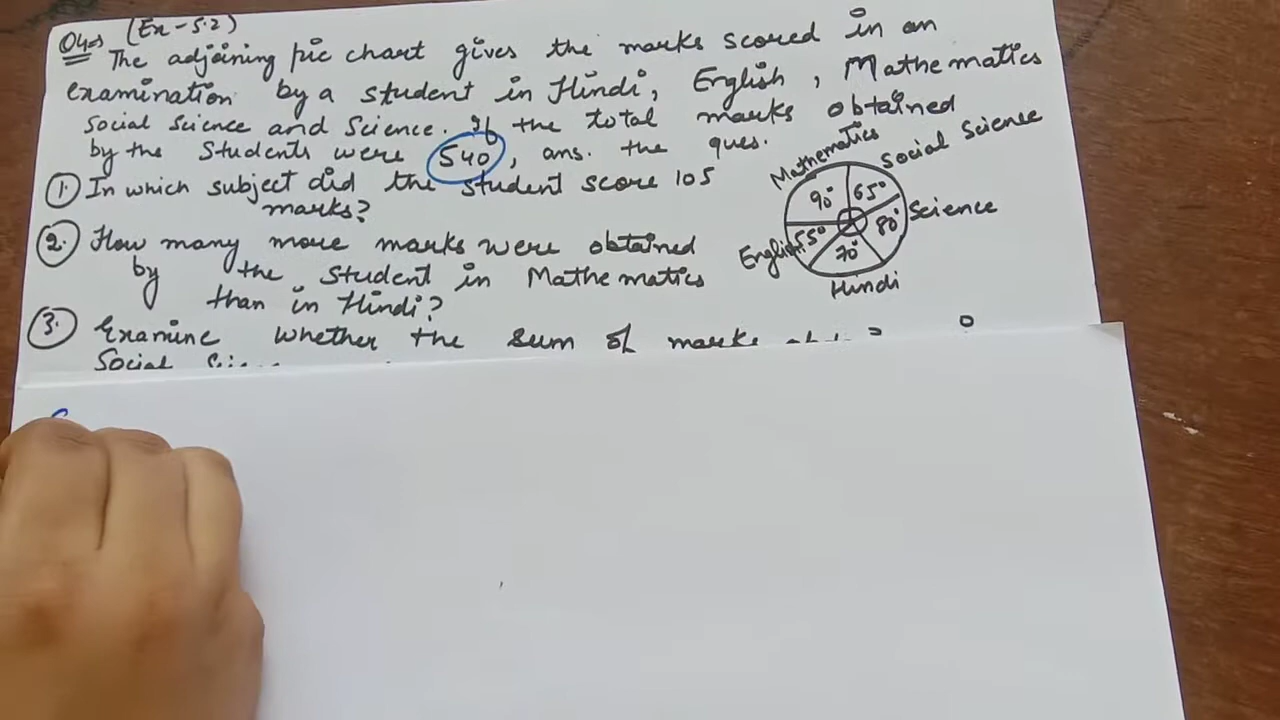 Q4⇒ (Ex-5.2)
The adjoining pie chart gives the marks scored in an
examination by a student in Hindi, English, Mathematics
Social Science and Science. If the total marks obtained
by the students were 540, ans. the ques.
1. In which subject did the student score 105
marks?
2. How many more marks were obtained
by the student in Mathematics
than in Hindi?
3. Examine whether the sum of marks
Social
Mathematics
Social Science
90° 65°
Science
80°
English 55°
70°
Hindi